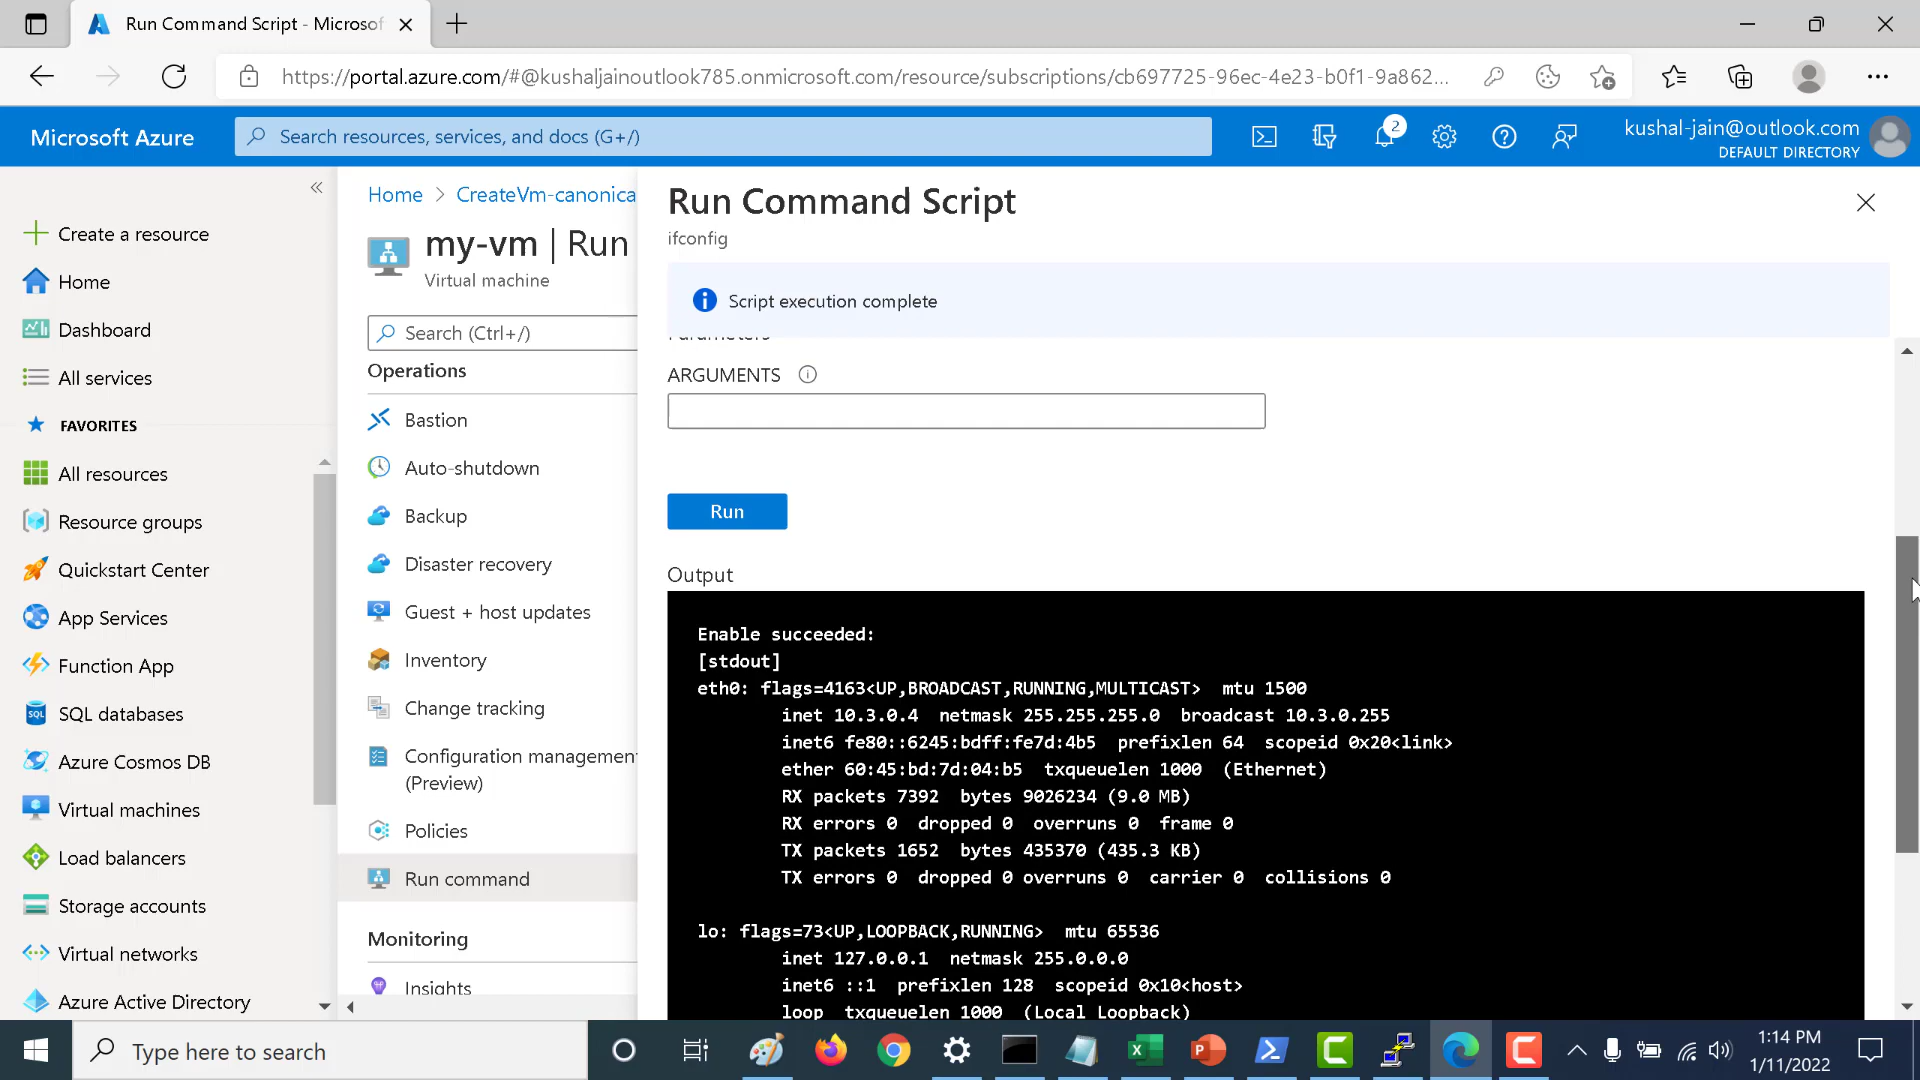 Run Command Script - Microsof
https://portal.azure.com/#@kushaljainoutlook785.onmicrosoft.com/resource/subscriptions/cb697725-96ec-4e23-b0f1-9a862...
Microsoft Azure
Search resources, services, and docs (G+/)
2
kushal-jain@outlook.com
DEFAULT DIRECTORY
Create a resource
Home
Dashboard
All services
FAVORITES
All resources
Resource groups
Quickstart Center
App Services
Function App
SQL databases
Azure Cosmos DB
Virtual machines
Load balancers
Storage accounts
Virtual networks
Azure Active Directory
Home > CreateVm-canonica
my-vm | Run
Virtual machine
Search (Ctrl+/)
Operations
Bastion
Auto-shutdown
Backup
Disaster recovery
Guest + host updates
Inventory
Change tracking
Configuration management
(Preview)
Policies
Run command
Monitoring
Insights
Run Command Script
ifconfig
Script execution complete
Parameters
ARGUMENTS
Run
Output
Enable succeeded:
[stdout]
eth0: flags=4163<UP,BROADCAST,RUNNING,MULTICAST>  mtu 1500
inet 10.3.0.4  netmask 255.255.255.0  broadcast 10.3.0.255
inet6 fe80::6245:bdff:fe7d:4b5  prefixlen 64  scopeid 0x20<link>
ether 60:45:bd:7d:04:b5  txqueuelen 1000  (Ethernet)
RX packets 7392  bytes 9026234 (9.0 MB)
RX errors 0  dropped 0  overruns 0  frame 0
TX packets 1652  bytes 435370 (435.3 KB)
TX errors 0  dropped 0 overruns 0  carrier 0  collisions 0
lo: flags=73<UP,LOOPBACK,RUNNING>  mtu 65536
inet 127.0.0.1  netmask 255.0.0.0
inet6 ::1  prefixlen 128  scopeid 0x10<host>
loop  txqueuelen 1000  (Local Loopback)
Type here to search
1:14 PM
1/11/2022